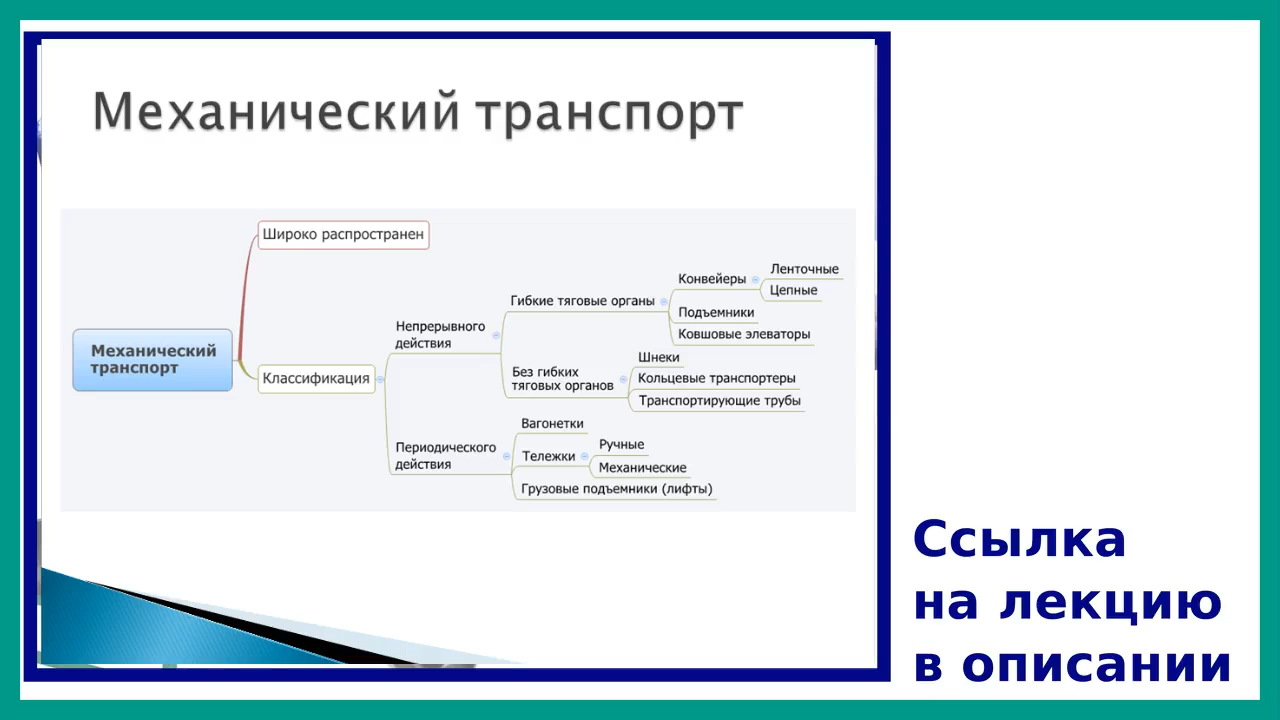 Механический транспорт
Широко распространен
Механический
транспорт
Классификация
Непрерывного
действия
Гибкие тяговые органы
Конвейеры
Ленточные
Цепные
Подъемники
Ковшовые элеваторы
Без гибких
тяговых органов
Шнеки
Кольцевые транспортеры
Транспортирующие трубы
Периодического
действия
Вагонетки
Тележки
Ручные
Механические
Грузовые подъемники (лифты)
Ссылка
на лекцию
в описании